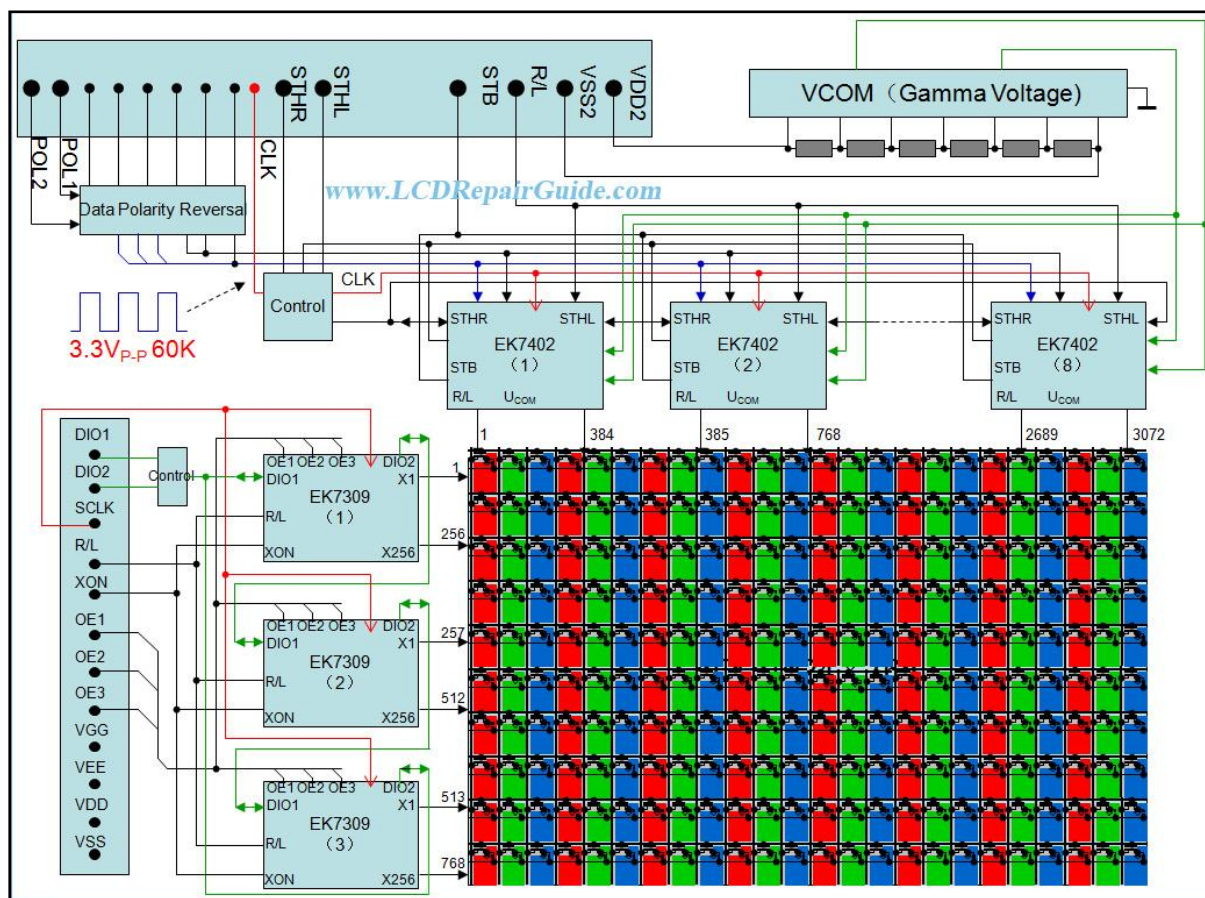 STHR
STHL
STB
R/L
VSS2
VDD2
VCOM（Gamma Voltage)
POL2
POL1
CLK
www.LCDRepairGuide.com
Data Polarity Reversal
CLK
Control
3.3VP-P 60K
STHR STHL
EK7402
（1）
STB
R/L UCOM
STHR STHL
EK7402
（2）
STB
R/L UCOM
STHR STHL
EK7402
（8）
STB
R/L UCOM
1 384 385 768 2689 3072
DIO1
DIO2
SCLK
R/L
XON
OE1
OE2
OE3
VGG
VEE
VDD
VSS
Control
OE1 OE2 OE3 DIO2
DIO1 X1
EK7309
（1）
R/L
XON X256
OE1 OE2 OE3 DIO2
DIO1 X1
EK7309
（2）
R/L
XON X256
OE1 OE2 OE3 DIO2
DIO1 X1
EK7309
（3）
R/L
XON X256
1
256
257
512
513
768